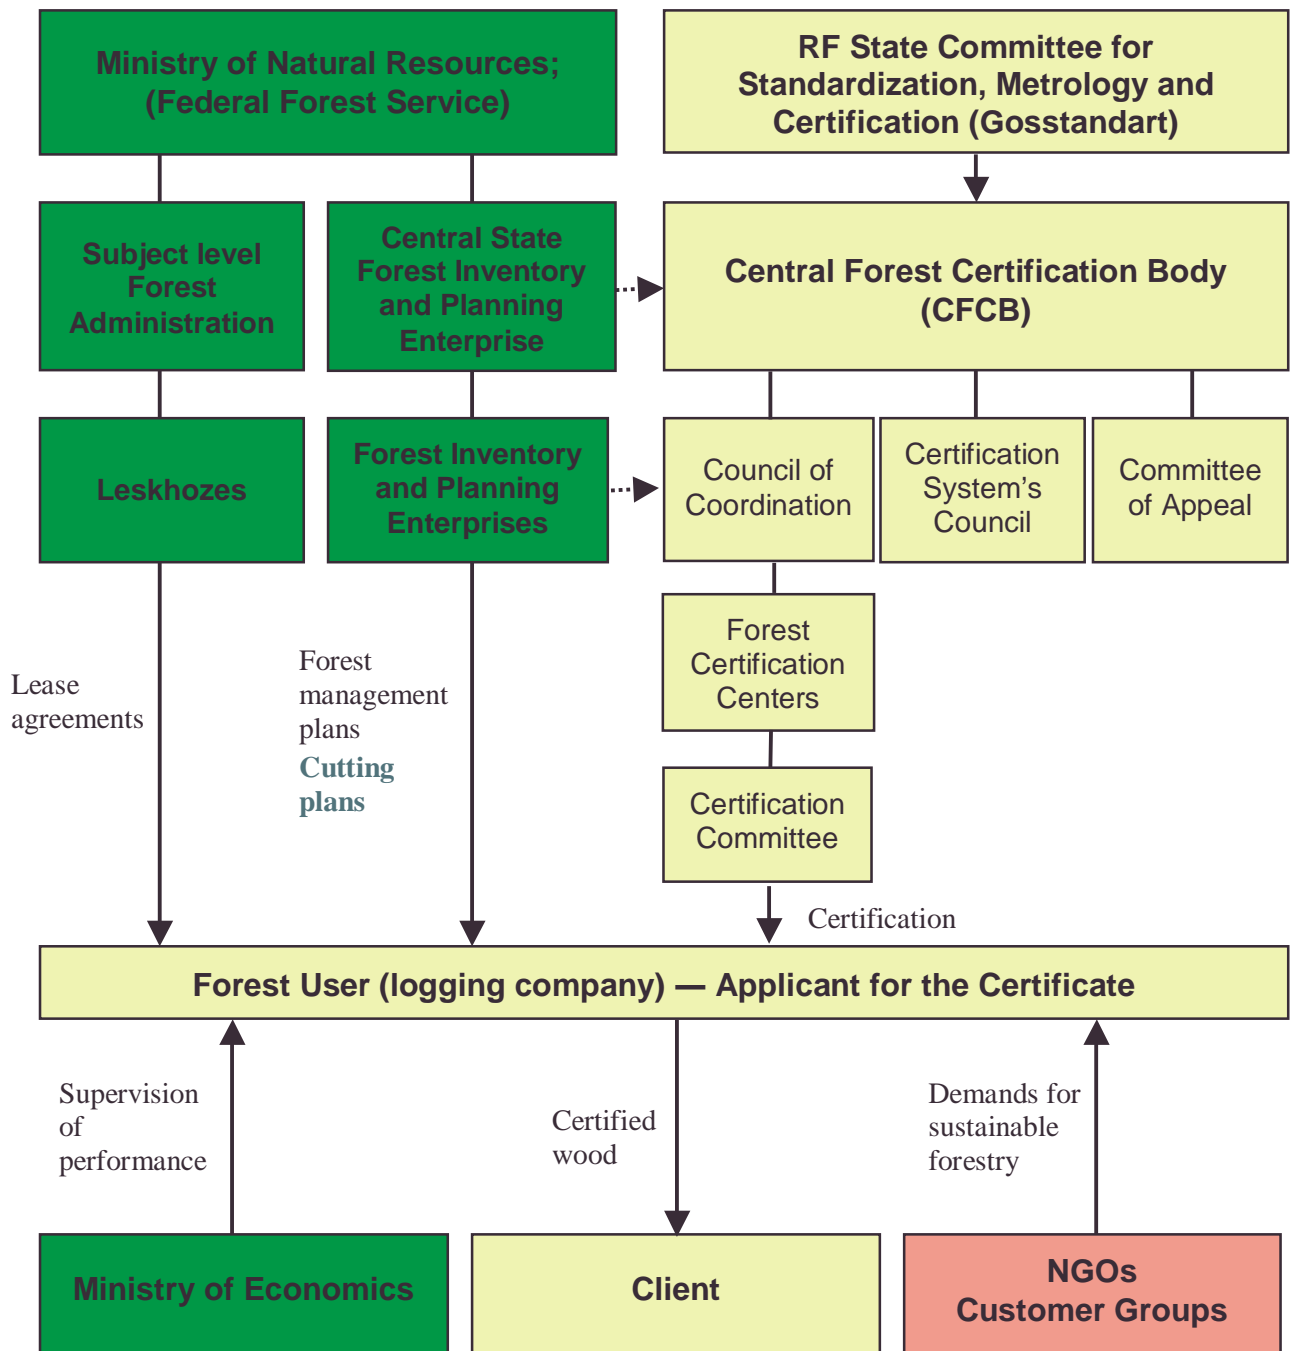 Ministry of Natural Resources;
(Federal Forest Service)
RF State Committee for
Standardization, Metrology and
Certification (Gosstandart)
Subject level
Forest
Administration
Central State
Forest Inventory
and Planning
Enterprise
Central Forest Certification Body
(CFCB)
Leskhozes
Forest Inventory
and Planning
Enterprises
Council of
Coordination
Certification
System’s
Council
Committee
of Appeal
Forest
Certification
Centers
Lease
agreements
Forest
management
plans
Cutting
plans
Certification
Committee
Certification
Forest User (logging company) — Applicant for the Certificate
Supervision
of
performance
Certified
wood
Demands for
sustainable
forestry
Ministry of Economics
Client
NGOs
Customer Groups